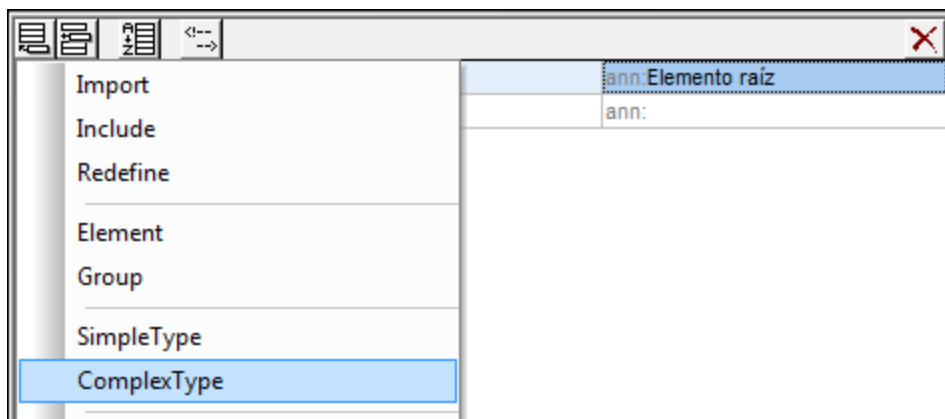 A
Z
<!--
-->
Import
ann:Elemento raíz
Include
ann:
Redefine
Element
Group
SimpleType
ComplexType